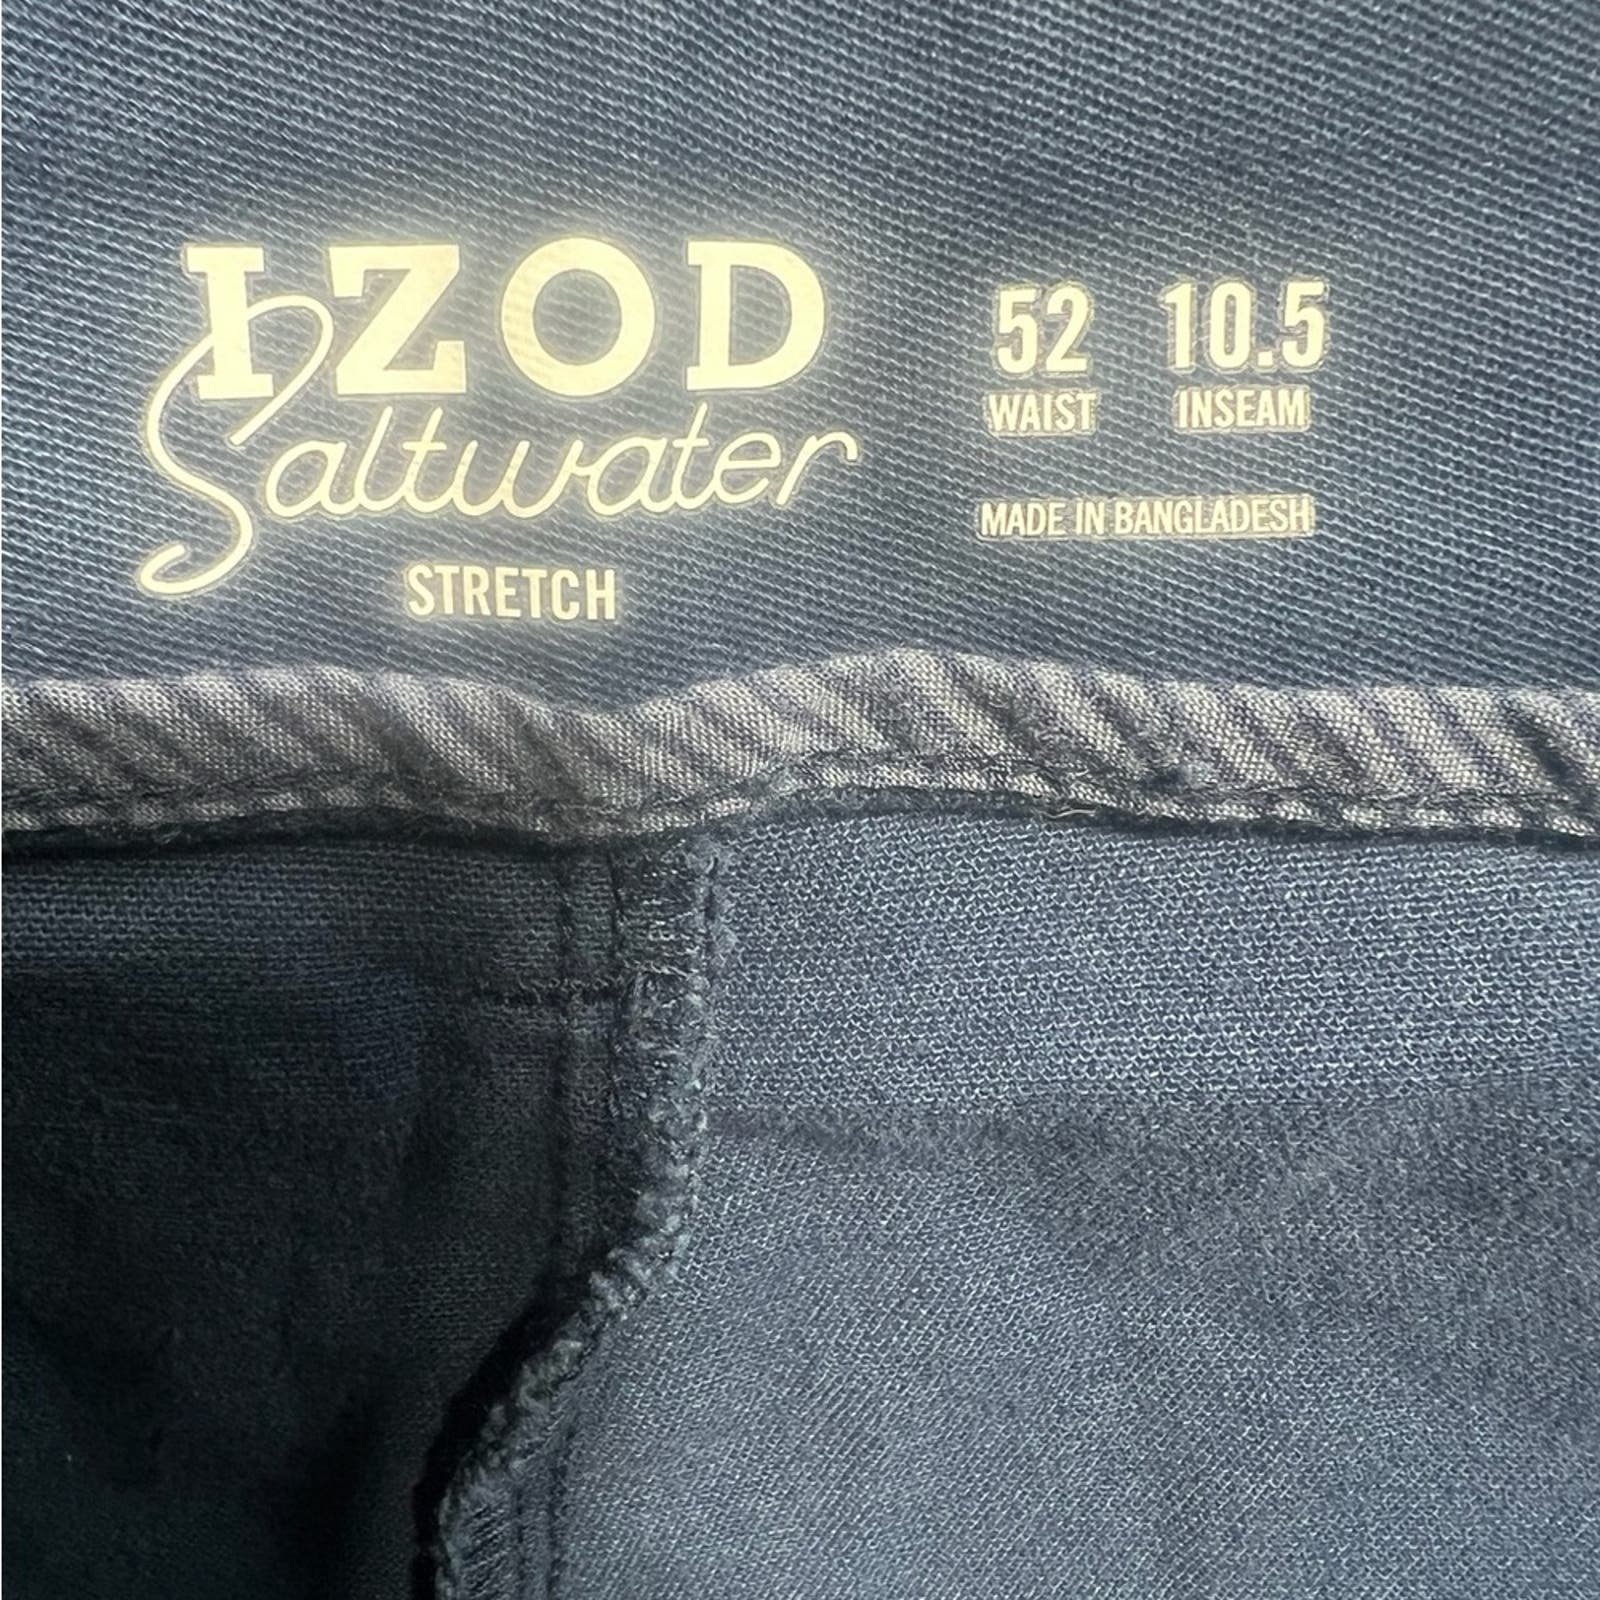 IZOD
Saltwater
STRETCH
52 10.5
WAIST INSEAM
MADE IN BANGLADESH